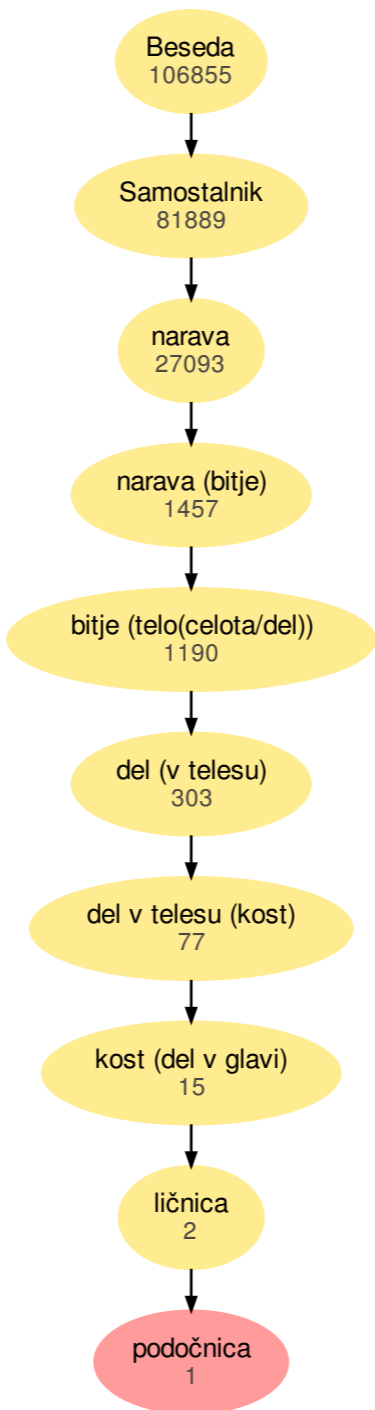 Beseda
106855
Samostalnik
81889
narava
27093
narava (bitje)
1457
bitje (telo(celota/del))
1190
del (v telesu)
303
del v telesu (kost)
77
kost (del v glavi)
15
ličnica
2
podočnica
1